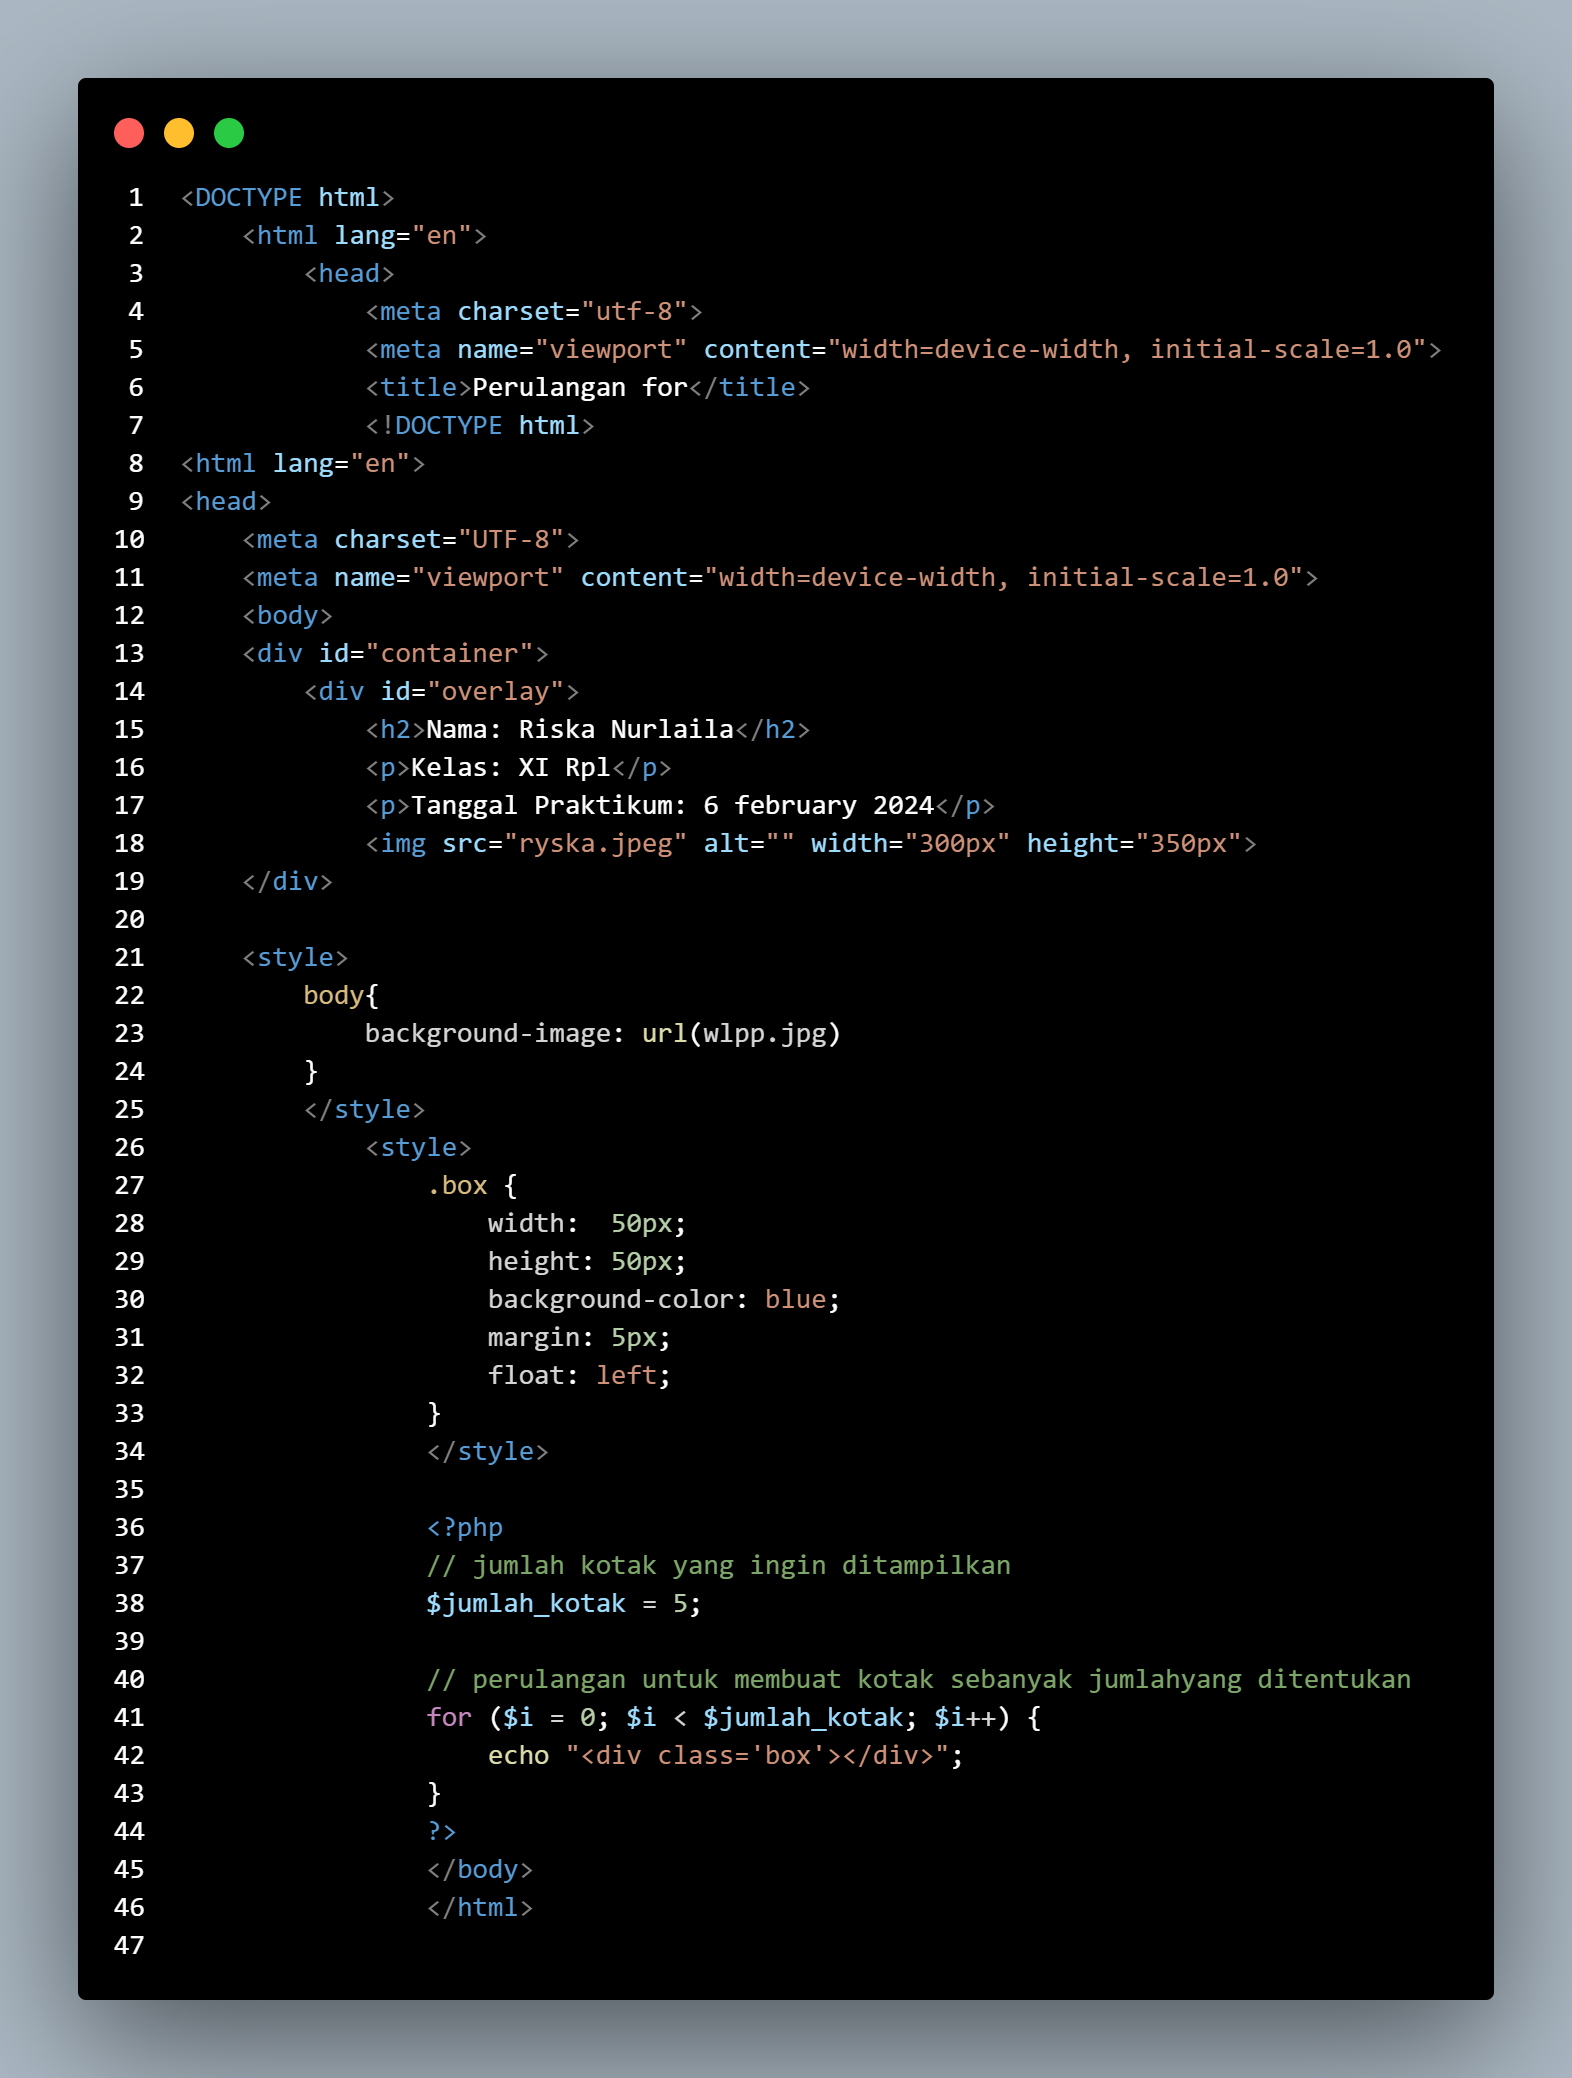 1 <DOCTYPE html>
2     <html lang="en">
3         <head>
4             <meta charset="utf-8">
5             <meta name="viewport" content="width=device-width, initial-scale=1.0">
6             <title>Perulangan for</title>
7             <!DOCTYPE html>
8 <html lang="en">
9 <head>
10     <meta charset="UTF-8">
11     <meta name="viewport" content="width=device-width, initial-scale=1.0">
12     <body>
13     <div id="container">
14         <div id="overlay">
15             <h2>Nama: Riska Nurlaila</h2>
16             <p>Kelas: XI Rpl</p>
17             <p>Tanggal Praktikum: 6 february 2024</p>
18             <img src="ryska.jpeg" alt="" width="300px" height="350px">
19     </div>
20
21     <style>
22         body{
23             background-image: url(wlpp.jpg)
24         }
25         </style>
26             <style>
27                 .box {
28                     width:  50px;
29                     height: 50px;
30                     background-color: blue;
31                     margin: 5px;
32                     float: left;
33                 }
34                 </style>
35
36                 <?php
37                 // jumlah kotak yang ingin ditampilkan
38                 $jumlah_kotak = 5;
39
40                 // perulangan untuk membuat kotak sebanyak jumlahyang ditentukan
41                 for ($i = 0; $i < $jumlah_kotak; $i++) {
42                     echo "<div class='box'></div>";
43                 }
44                 ?>
45                 </body>
46                 </html>
47